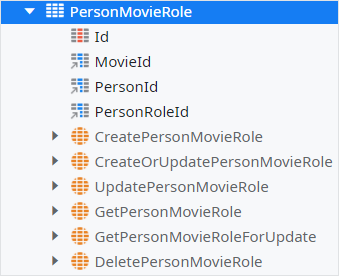 PersonMovieRole
Id
MovieId
PersonId
PersonRoleId
CreatePersonMovieRole
CreateOrUpdatePersonMovieRole
UpdatePersonMovieRole
GetPersonMovieRole
GetPersonMovieRoleForUpdate
DeletePersonMovieRole